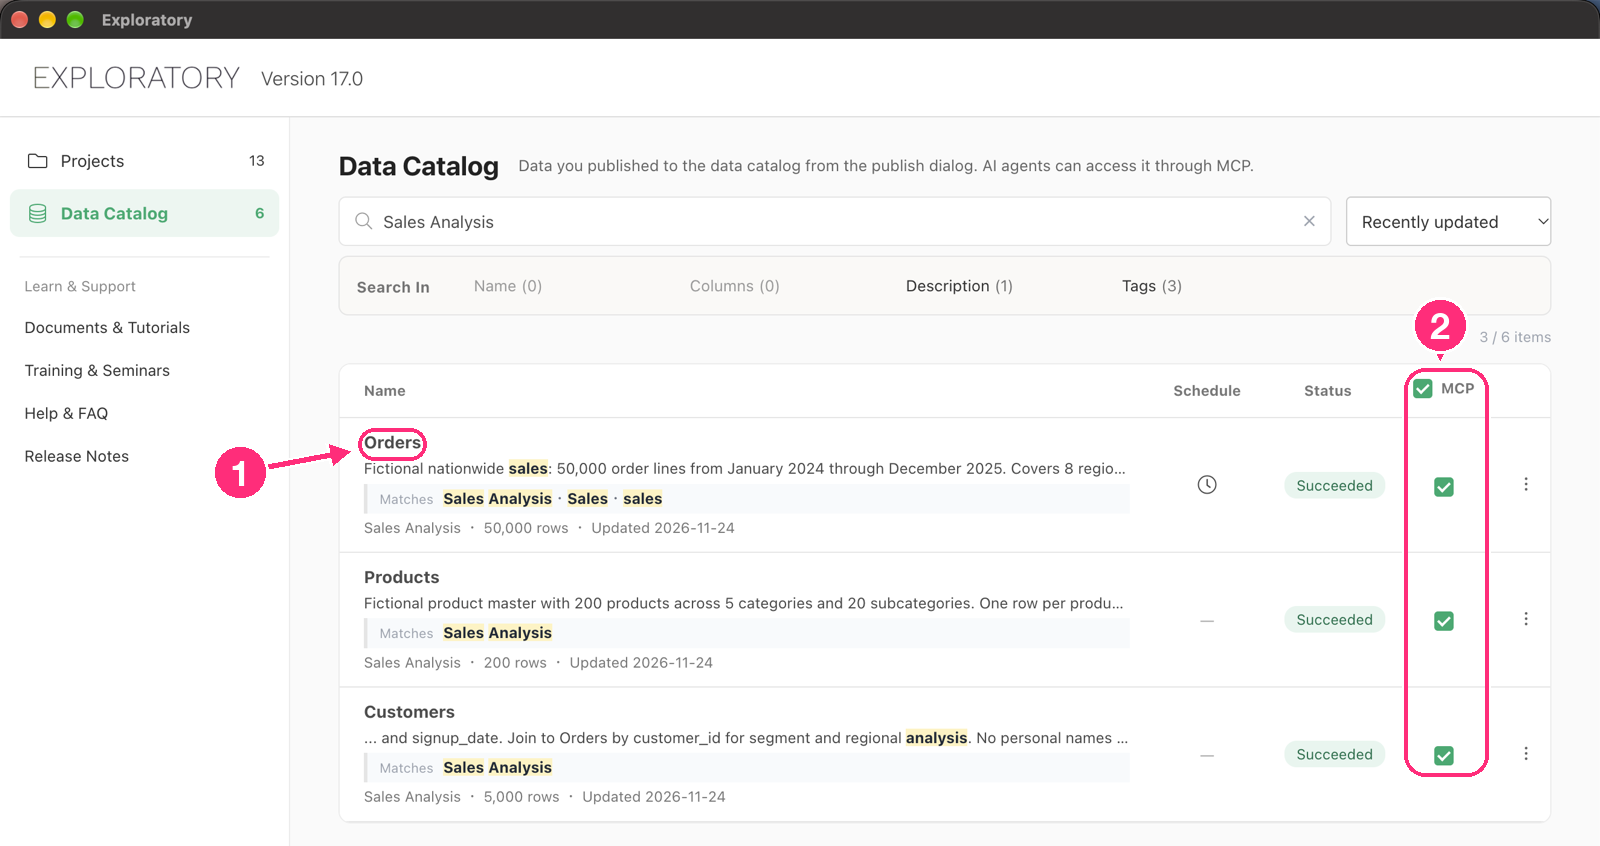 Exploratory
EXPLORATORY Version 17.0
Projects 13
Data Catalog 6
Learn & Support
Documents & Tutorials
Training & Seminars
Help & FAQ
Release Notes
Data Catalog Data you published to the data catalog from the publish dialog. AI agents can access it through MCP.
Sales Analysis
Recently updated
Search In Name (0) Columns (0) Description (1) Tags (3)
3 / 6 items
2
Name Schedule Status MCP
1
Orders
Fictional nationwide sales: 50,000 order lines from January 2024 through December 2025. Covers 8 regio...
Matches Sales Analysis · Sales · sales
Sales Analysis · 50,000 rows · Updated 2026-11-24
Succeeded
Products
Fictional product master with 200 products across 5 categories and 20 subcategories. One row per produ...
Matches Sales Analysis
Sales Analysis · 200 rows · Updated 2026-11-24
—
Succeeded
Customers
... and signup_date. Join to Orders by customer_id for segment and regional analysis. No personal names ...
Matches Sales Analysis
Sales Analysis · 5,000 rows · Updated 2026-11-24
—
Succeeded